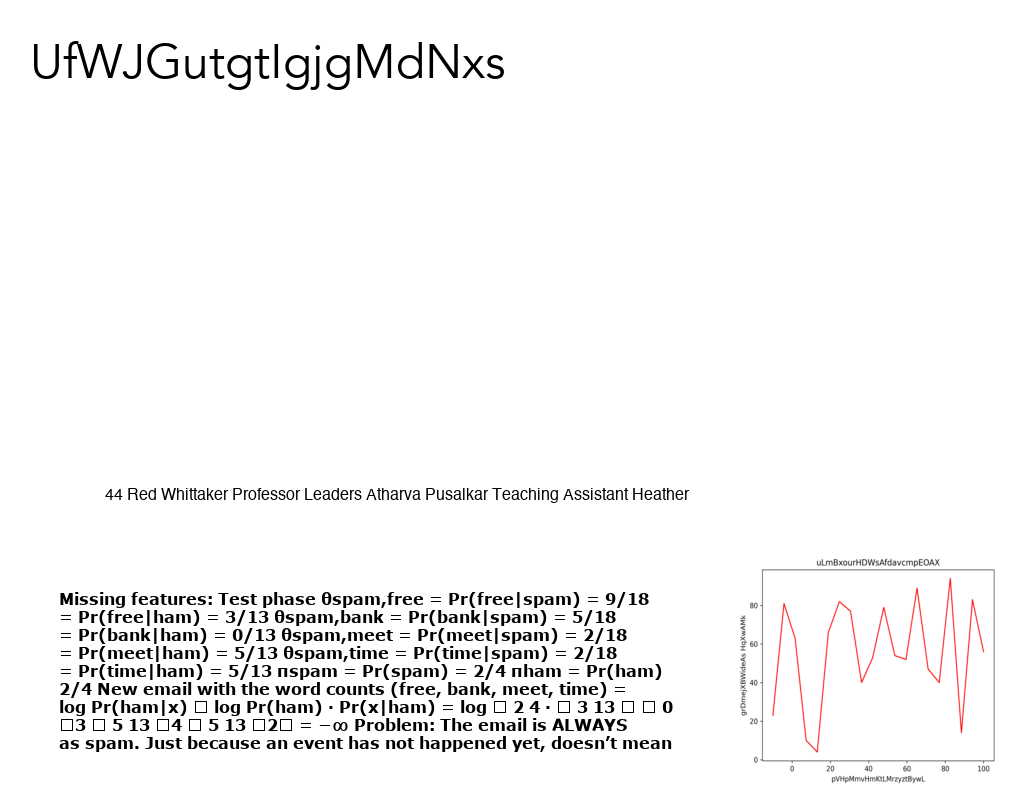 UfWJGutgtIgjgMdNxs
44 Red Whittaker Professor Leaders Atharva Pusalkar Teaching Assistant Heather
Missing features: Test phase θspam,free = Pr(free|spam) = 9/18
= Pr(free|ham) = 3/13 θspam,bank = Pr(bank|spam) = 5/18
= Pr(bank|ham) = 0/13 θspam,meet = Pr(meet|spam) = 2/18
= Pr(meet|ham) = 5/13 θspam,time = Pr(time|spam) = 2/18
= Pr(time|ham) = 5/13 πspam = Pr(spam) = 2/4 πham = Pr(ham)
2/4 New email with the word counts (free, bank, meet, time) =
log Pr(ham|x) □ log Pr(ham) · Pr(x|ham) = log □ 2 4 · □ 3 13 □ □ 0
□3 □ 5 13 □4 □ 5 13 □2□ = −∞ Problem: The email is ALWAYS
as spam. Just because an event has not happened yet, doesn’t mean
uLmBxourHDWsAfdavcmpEOAX
grDmejXBWideAs HqXwAMk
80
60
40
20
0
0 20 40 60 80 100
pVHpMmvHmKtLMrzyztBywL